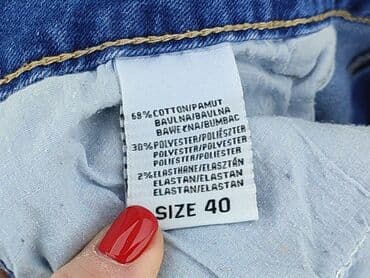 68% COTTON/PAMUT
BAVLNA/BAVLNA
BAWEŁNA/BUMBAC
30% POLYESTER/POLIÉSZTER
POLYESTER/POLYESTER
POLIESTER/POLIESTER
2% ELASTHANE/ELASZTÁN
ELASTAN/ELASTAN
ELASTAN/ELASTAN
SIZE 40